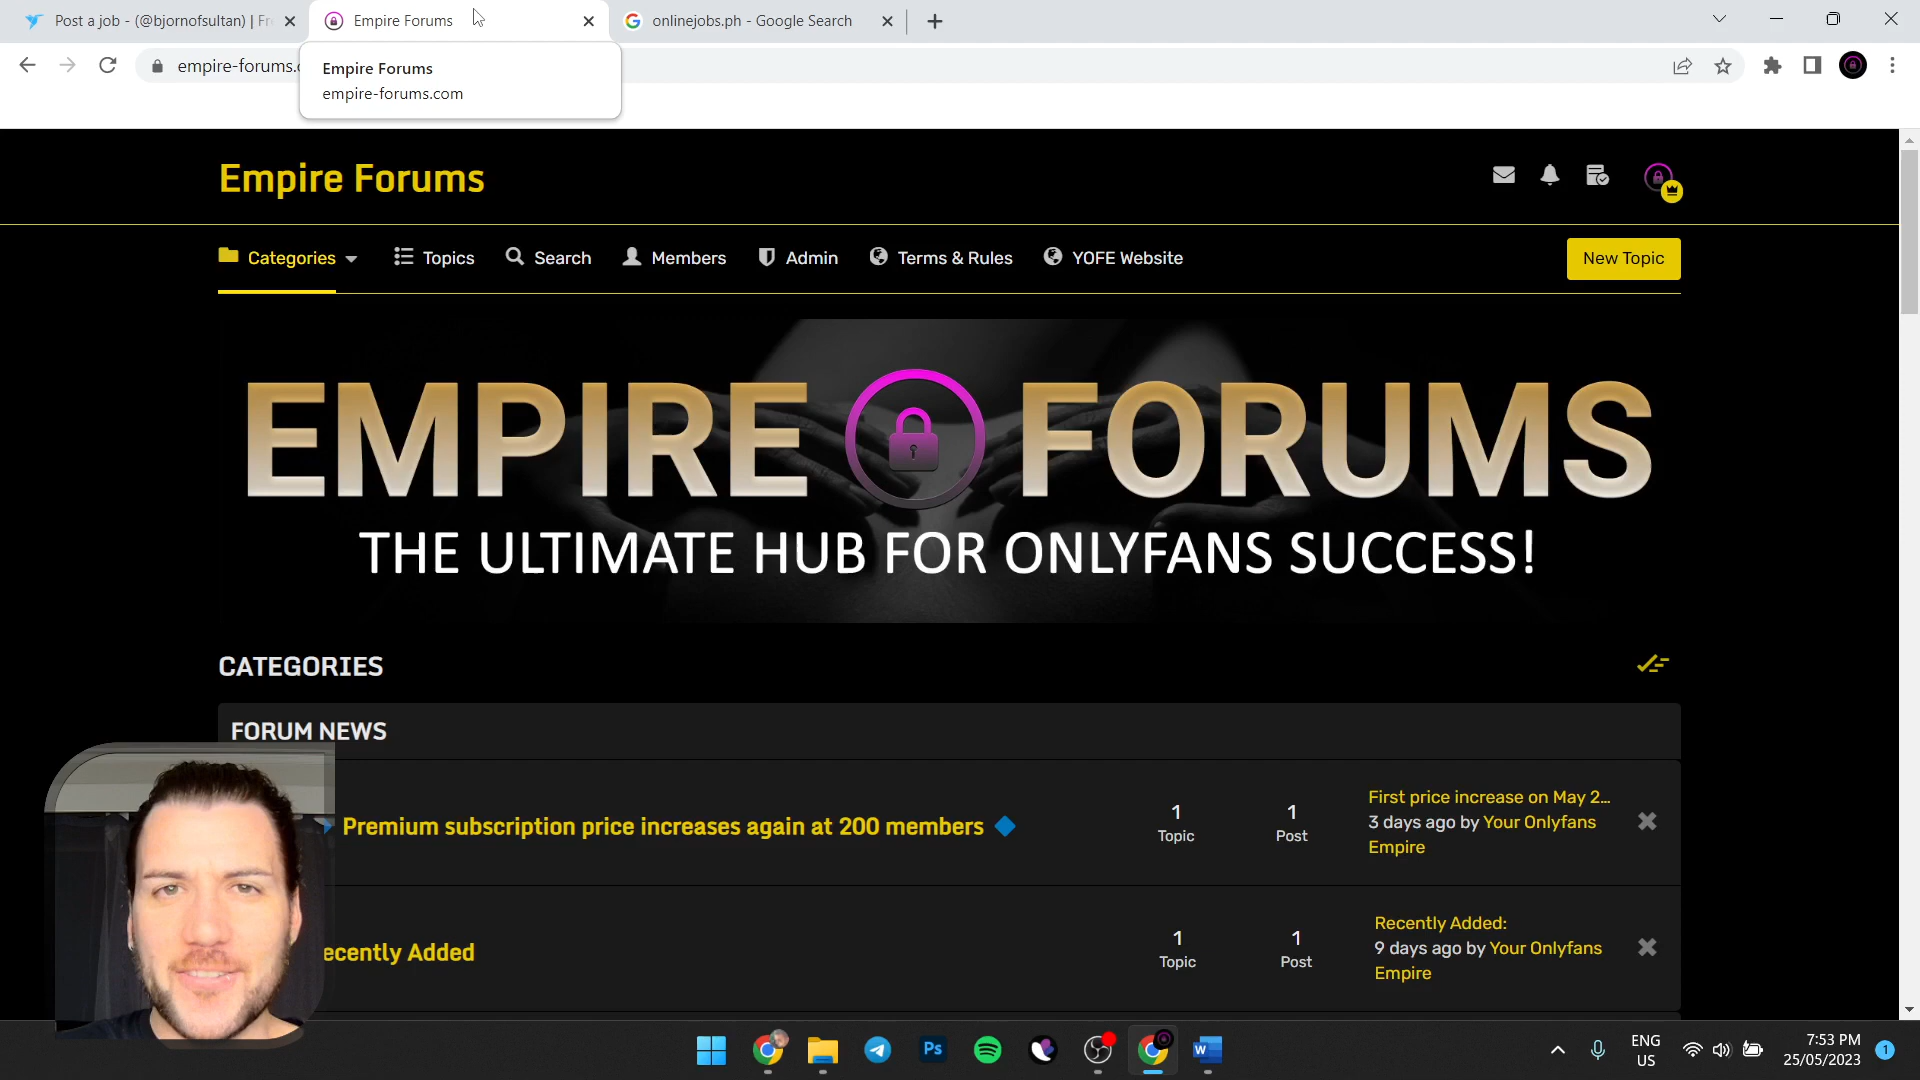 Post a job - (@bjornofsultan) | Fr
Empire Forums
onlinejobs.ph - Google Search
empire-forums.c
Empire Forums
empire-forums.com
Empire Forums
Categories
Topics
Search
Members
Admin
Terms & Rules
YOFE Website
New Topic
EMPIRE FORUMS
THE ULTIMATE HUB FOR ONLYFANS SUCCESS!
CATEGORIES
FORUM NEWS
Premium subscription price increases again at 200 members
1
Topic
1
Post
First price increase on May 2...
3 days ago by Your Onlyfans
Empire
ecently Added
1
Topic
1
Post
Recently Added:
9 days ago by Your Onlyfans
Empire
Ps
W
ENG
US
7:53 PM
25/05/2023
1